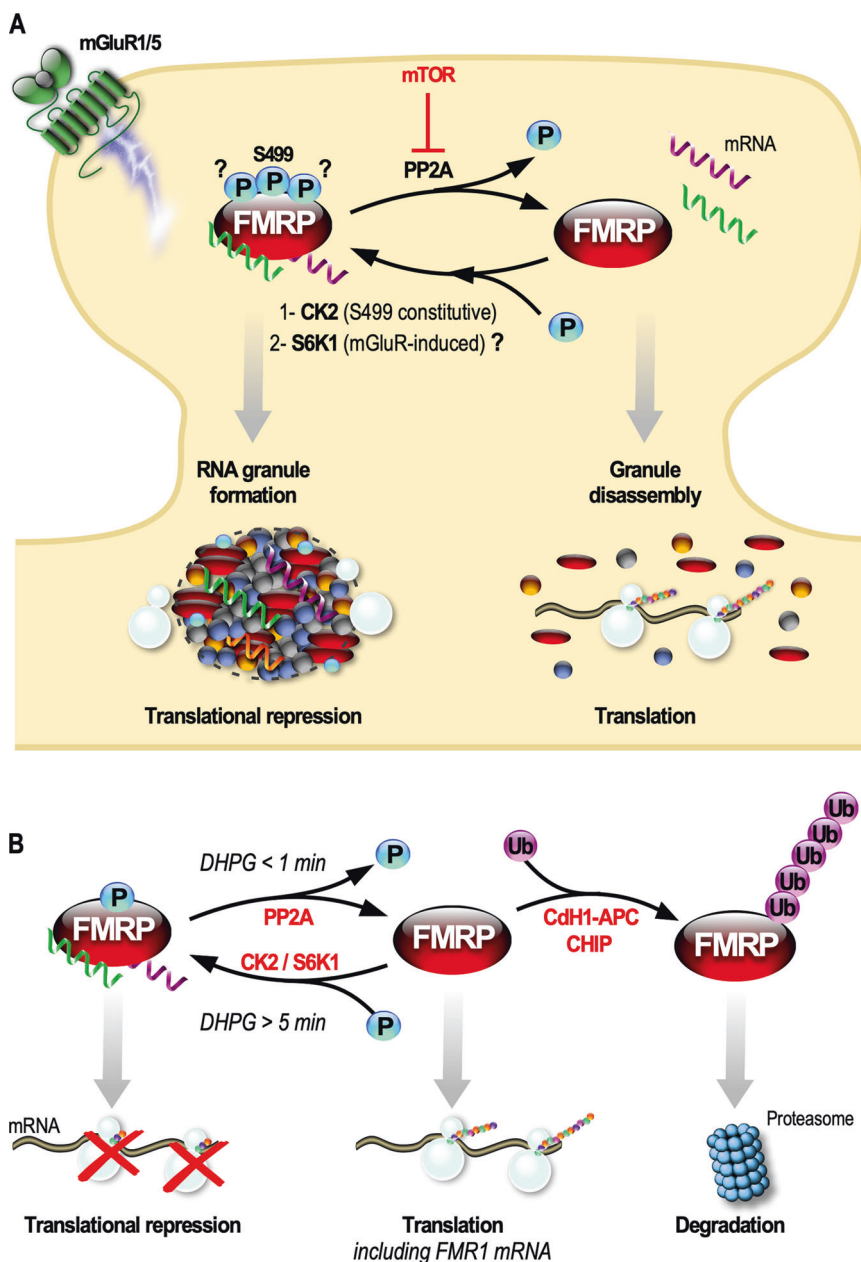 A
mGluR1/5
mTOR
P
S499
mRNA
? ?
PP2A
P P P
FMRP
FMRP
1- CK2 (S499 constitutive)
P
2- S6K1 (mGluR-induced) ?
RNA granule
formation
Granule
disassembly
Translational repression
Translation
B
Ub
Ub
Ub
Ub
Ub
Ub
DHPG < 1 min
P
P
PP2A
CdH1-APC
CHIP
FMRP
FMRP
FMRP
CK2 / S6K1
DHPG > 5 min
P
mRNA
Proteasome
Translational repression
Translation
including FMR1 mRNA
Degradation